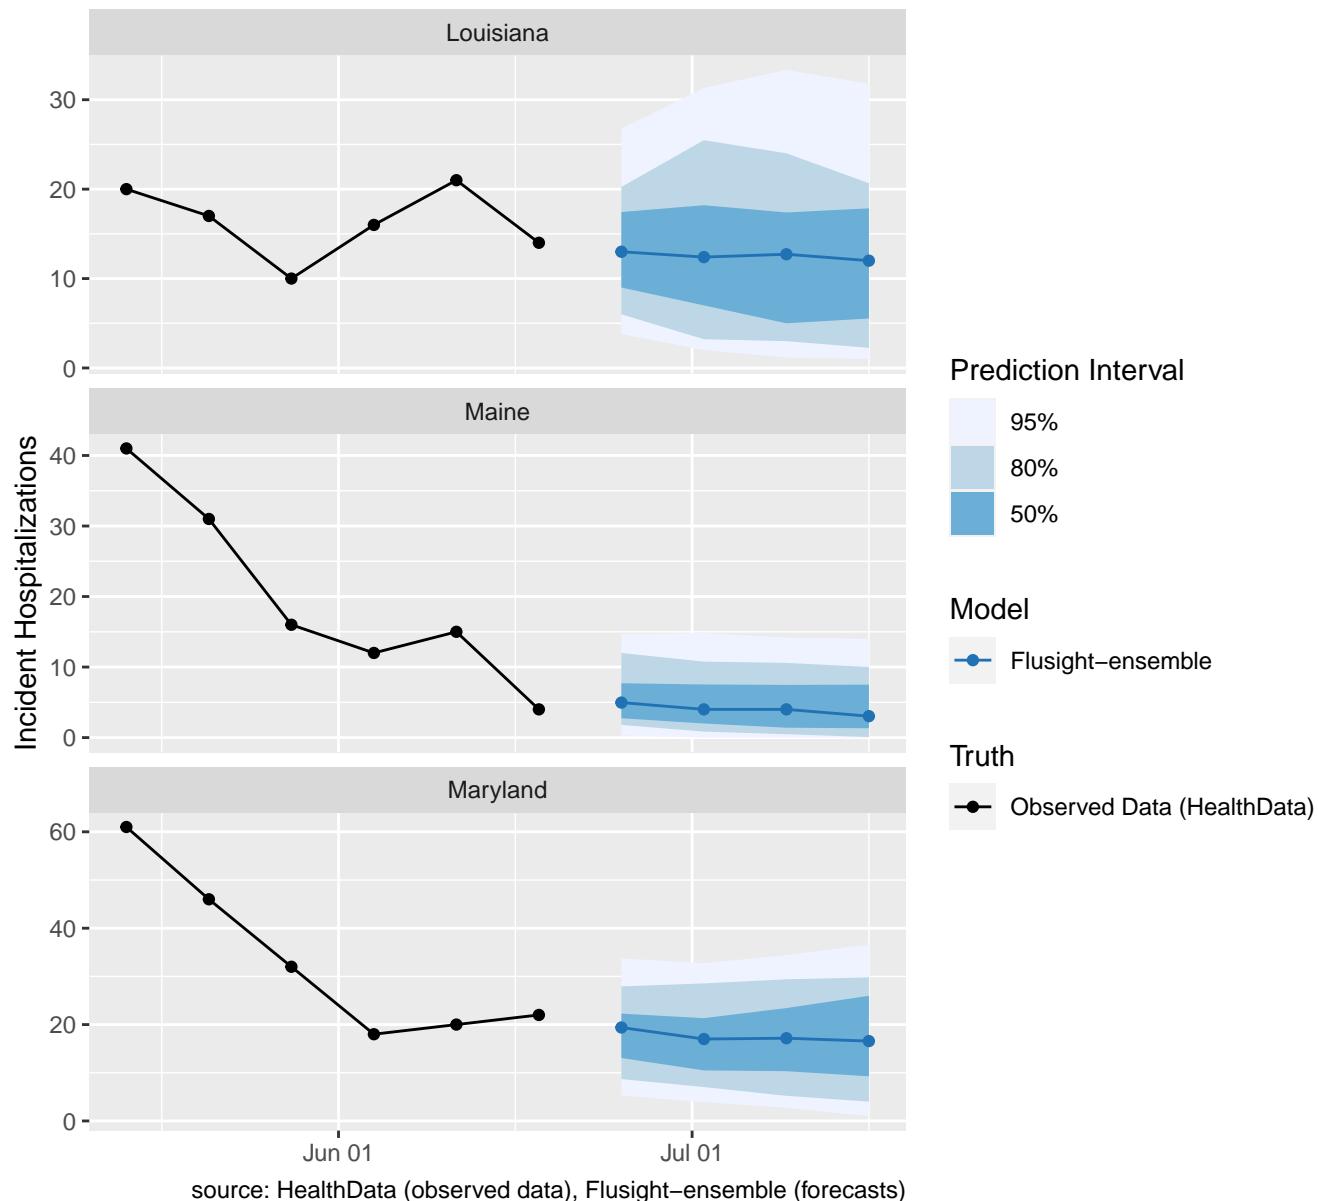 Louisiana
30
20
10
0
Maine
40
30
20
10
0
Maryland
60
40
20
0
Incident Hospitalizations
Jun 01
Jul 01
source: HealthData (observed data), Flusight−ensemble (forecasts)
Prediction Interval
95%
80%
50%
Model
Flusight−ensemble
Truth
Observed Data (HealthData)